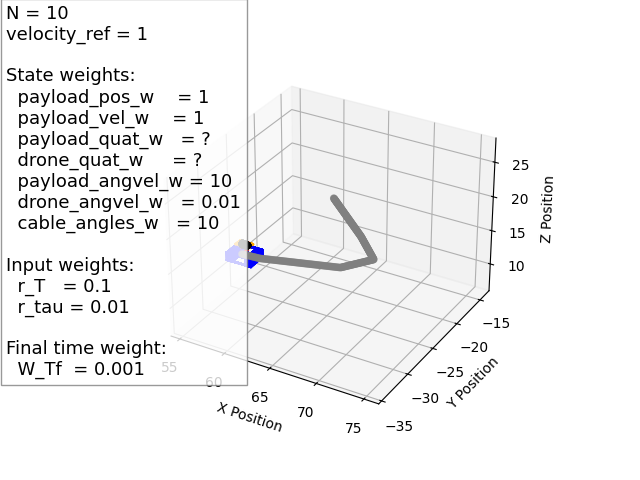 N = 10
velocity_ref = 1
State weights:
payload_pos_w = 1
payload_vel_w = 1
payload_quat_w = ?
drone_quat_w = ?
payload_angvel_w = 10
drone_angvel_w = 0.01
cable_angles_w = 10
Input weights:
r_T = 0.1
r_tau = 0.01
Final time weight:
W_Tf = 0.001
55
60
65
70
75
X Position
−35
−30
−25
−20
−15
Y Position
10
15
20
25
Z Position